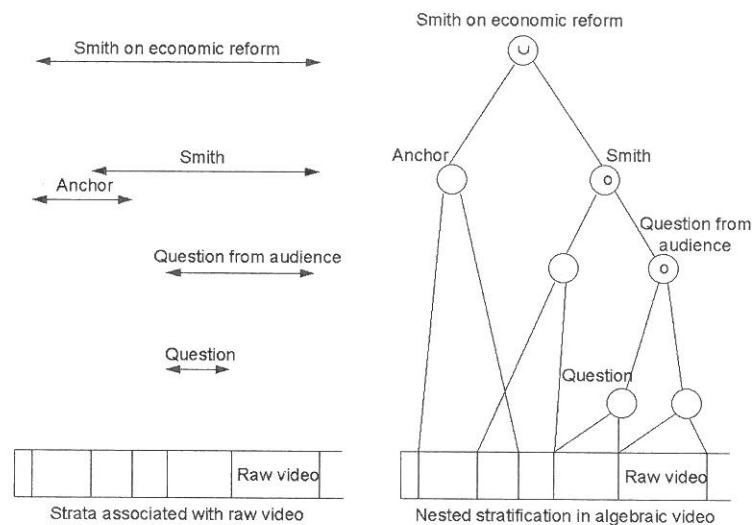 Smith on economic reform
Smith
Anchor
Question from audience
Question
Raw video
Strata associated with raw video
Smith on economic reform
∪
Anchor
Smith
o
Question from
audience
o
Question
Raw video
Nested stratification in algebraic video